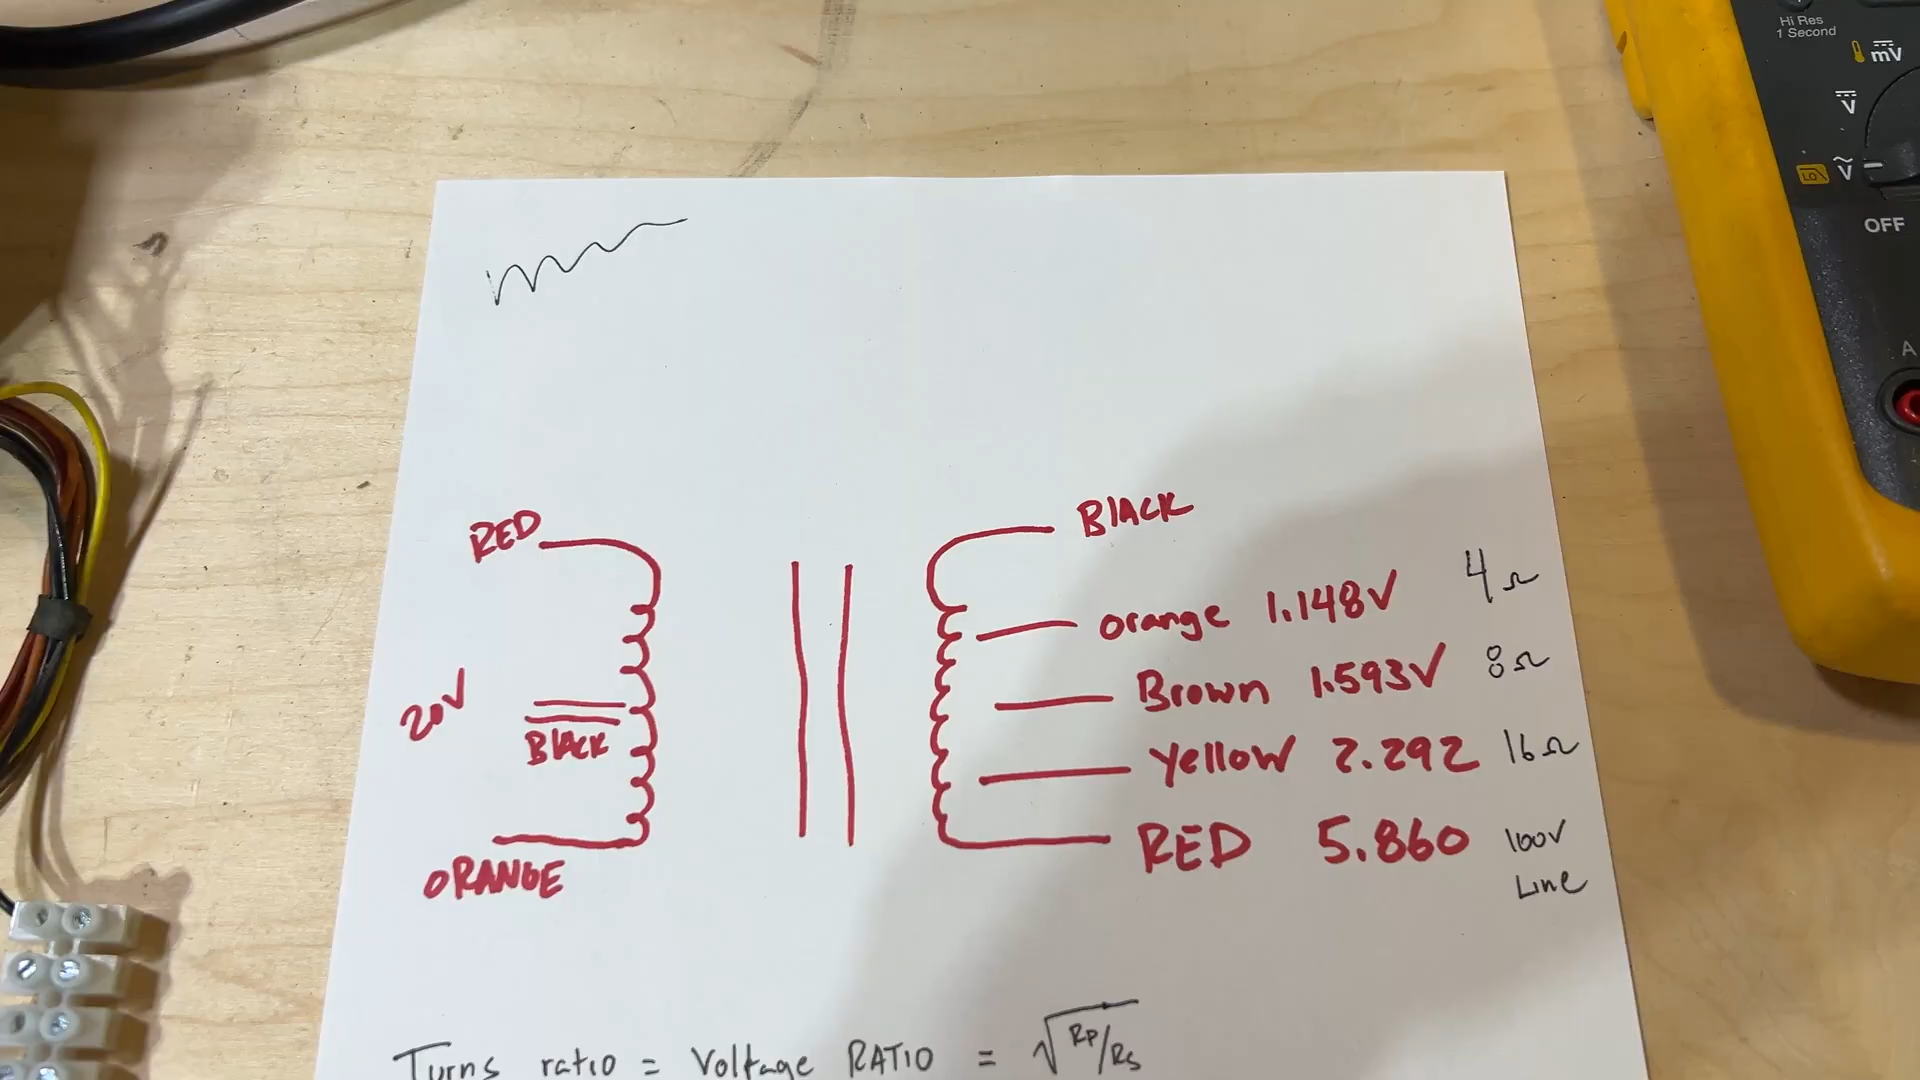 Hi Res
1 Second
mV
V
LO V
OFF
A
RED
BlACK
orange 1.148V 4Ω
20V
BlACK
Brown 1.593V 8Ω
yellow 2.292 16Ω
ORANGE
RED 5.860 100V
Line
Turns ratio = Voltage RATIO = √Rp/Rs